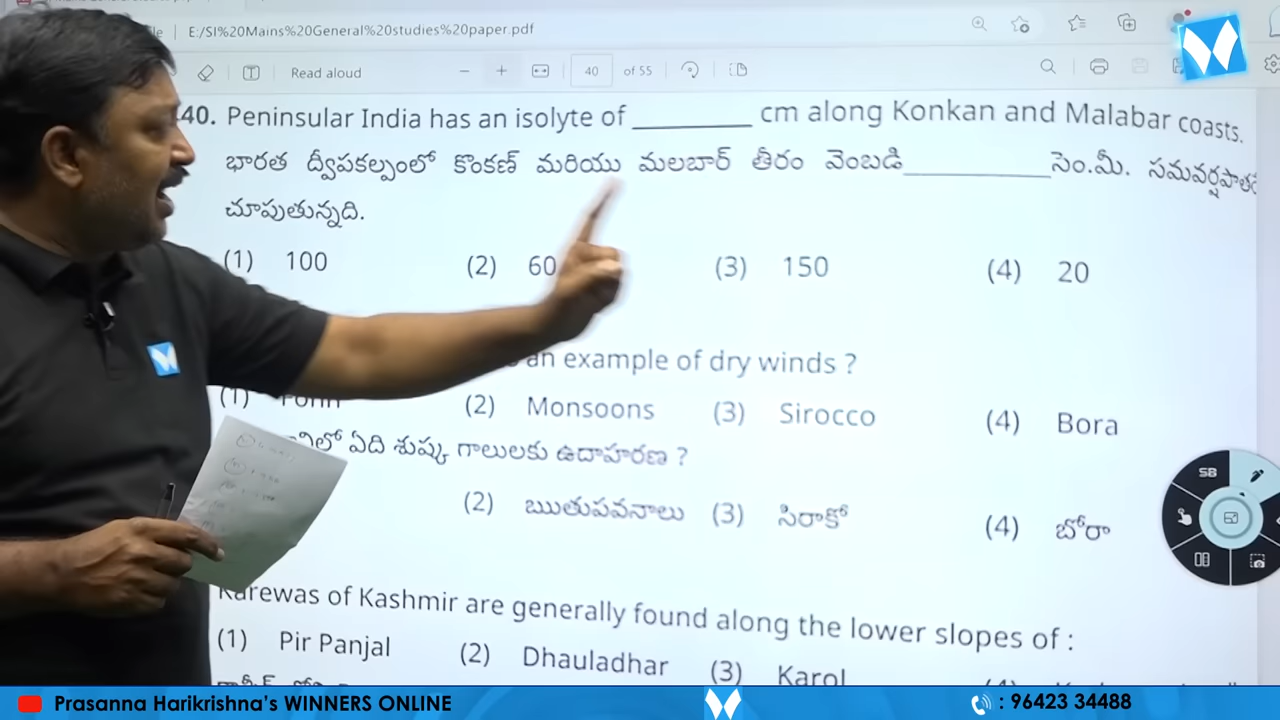 E:/SI%20Mains%20General%20studies%20paper.pdf
Read aloud
40
of 55
40. Peninsular India has an isolyte of ________ cm along Konkan and Malabar coasts.
భారత ద్వీపకల్పంలో కొంకణ్ మరియు మలబార్ తీరం వెంబడి________సెం.మీ.
చూపుతున్నది.
(1) 100 (2) 60 (3) 150 (4) 20
an example of dry winds ?
(1) (2) Monsoons (3) Sirocco (4) Bora
ఏది శుష్క గాలులకు ఉదాహరణ ?
(2) ఋతుపవనాలు (3) సిరాకో (4) బోరా
Karewas of Kashmir are generally found along the lower slopes of :
(1) Pir Panjal (2) Dhauladhar (3) Karol
SB
Prasanna Harikrishna's WINNERS ONLINE
: 96423 34488